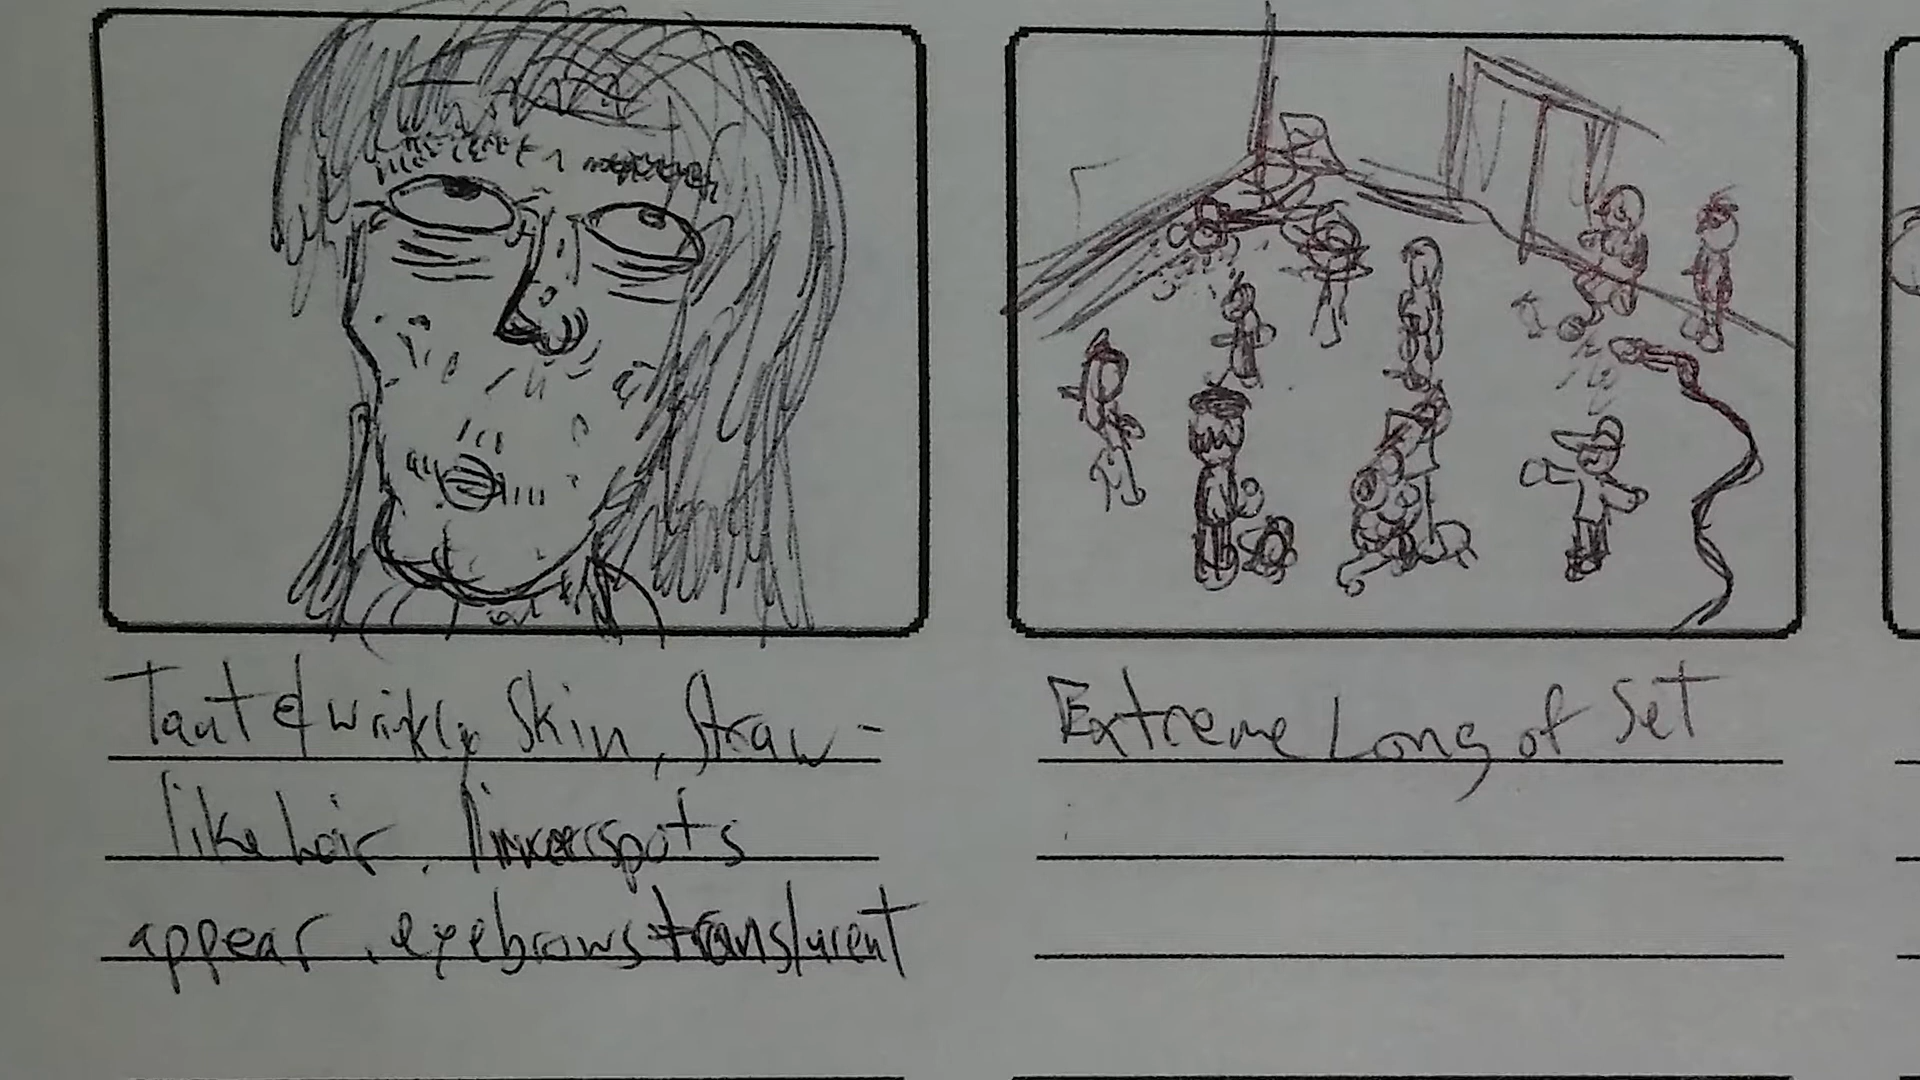 Taut & wrinkly Skin, Straw-
like hair. liverspots
appear. eyebrows translucent
Extreme Long of Set